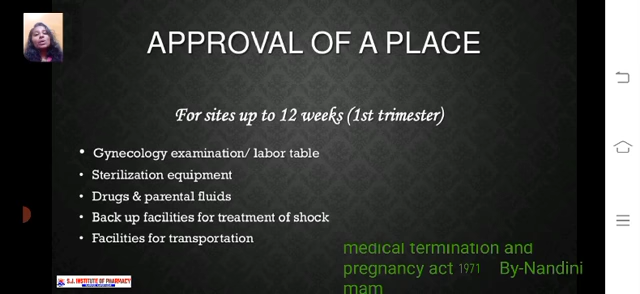 APPROVAL OF A PLACE
For sites up to 12 weeks (1st trimester)
• Gynecology examination/ labor table
• Sterilization equipment
• Drugs & parental fluids
• Back up facilities for treatment of shock
• Facilities for transportation
medical termination and
pregnancy act 1971 By-Nandini
mam
S.J. INSTITUTE OF PHARMACY